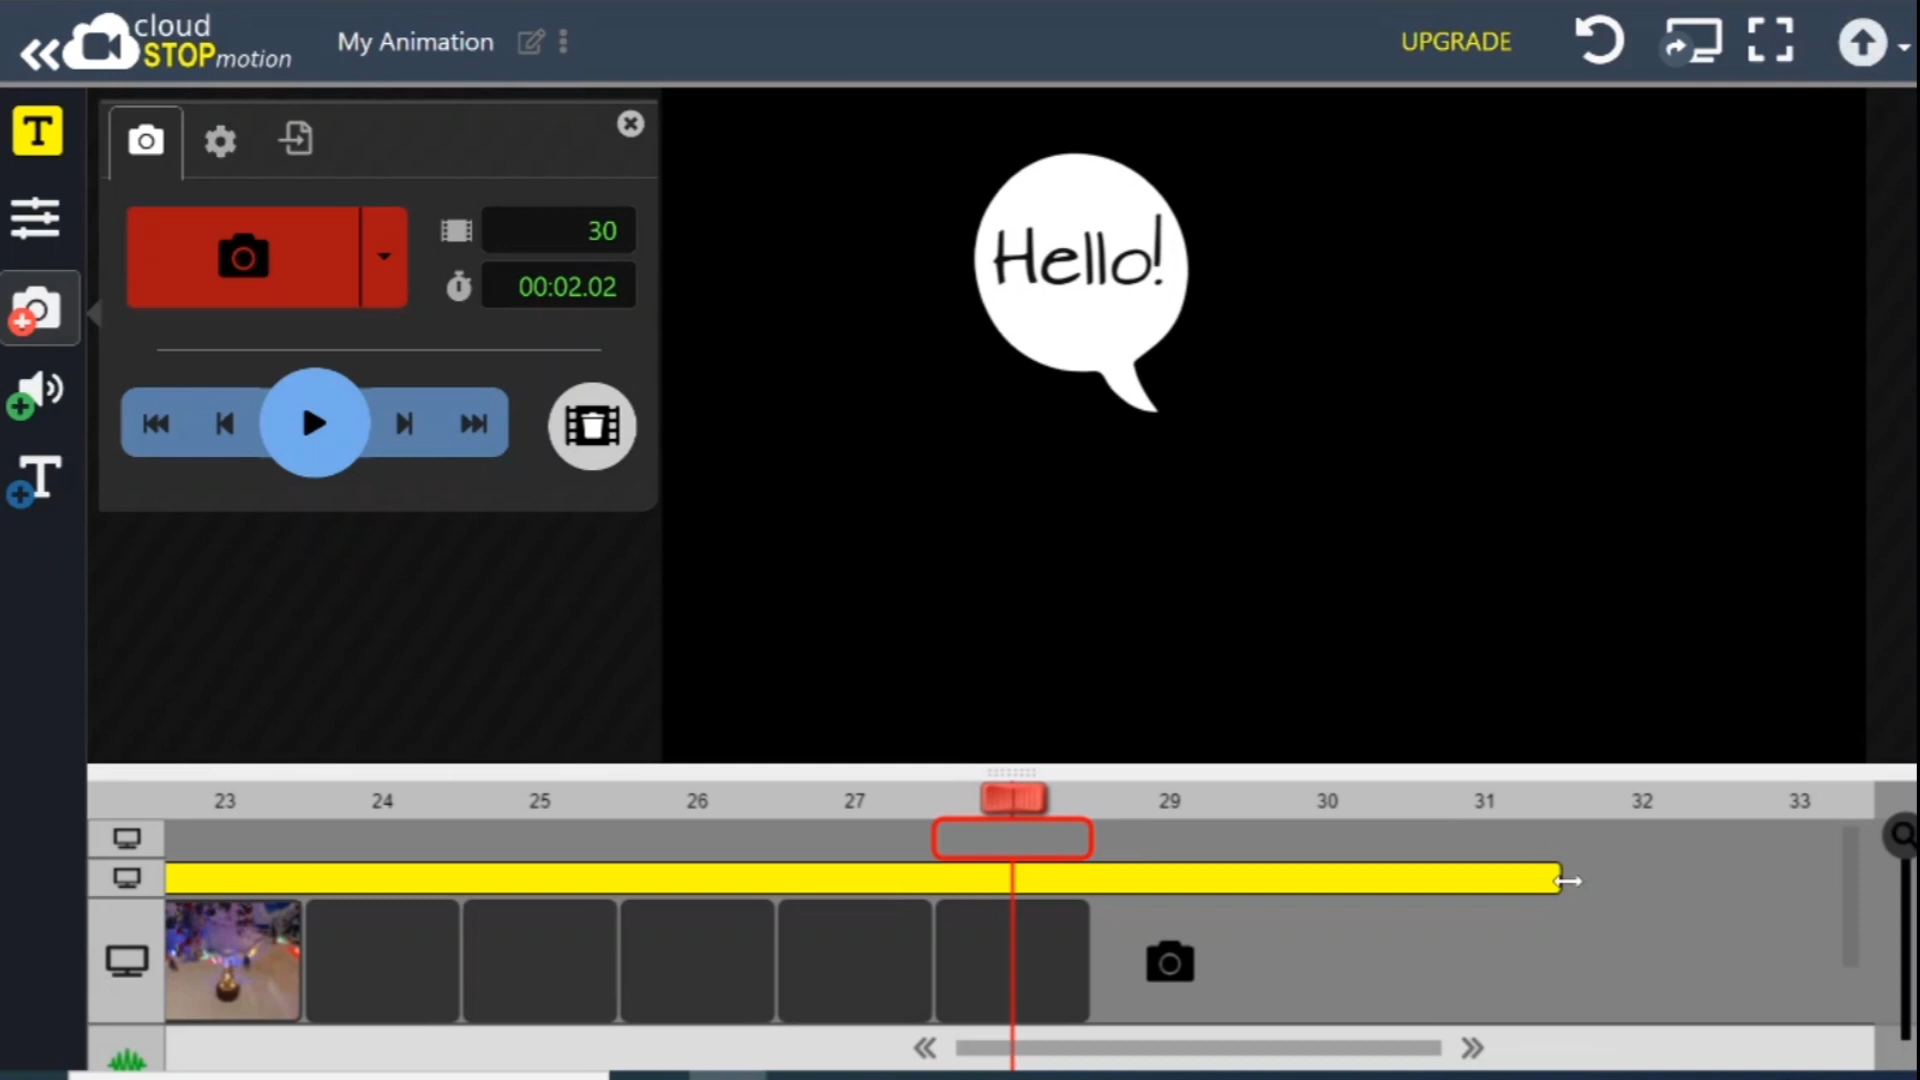 cloud
STOPmotion
My Animation
UPGRADE
T
30
00:02.02
T
Hello!
23 24 25 26 27 29 30 31 32 33